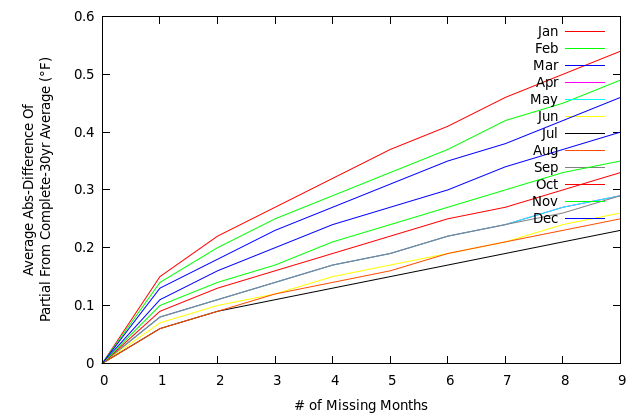 0.6
0.5
0.4
0.3
0.2
0.1
0
Average Abs-Difference Of
Partial From Complete-30yr Average (°F)
Jan
Feb
Mar
Apr
May
Jun
Jul
Aug
Sep
Oct
Nov
Dec
0 1 2 3 4 5 6 7 8 9
# of Missing Months